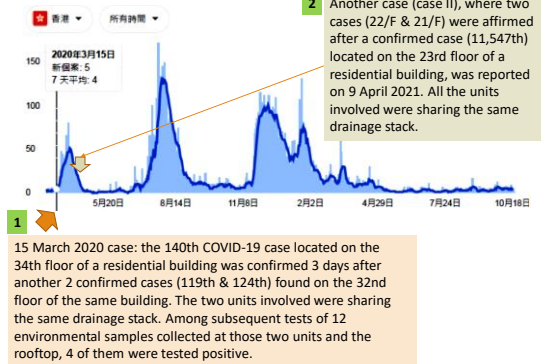 香港
所有時間
2020年3月15日
新個案: 5
7 天平均: 4
150
100
50
0
5月20日
8月14日
11月8日
2月2日
4月29日
7月24日
10月18日
2
Another case (case II), where two
cases (22/F & 21/F) were affirmed
after a confirmed case (11,547th)
located on the 23rd floor of a
residential building, was reported
on 9 April 2021. All the units
involved were sharing the same
drainage stack.
1
15 March 2020 case: the 140th COVID-19 case located on the
34th floor of a residential building was confirmed 3 days after
another 2 confirmed cases (119th & 124th) found on the 32nd
floor of the same building. The two units involved were sharing
the same drainage stack. Among subsequent tests of 12
environmental samples collected at those two units and the
rooftop, 4 of them were tested positive.